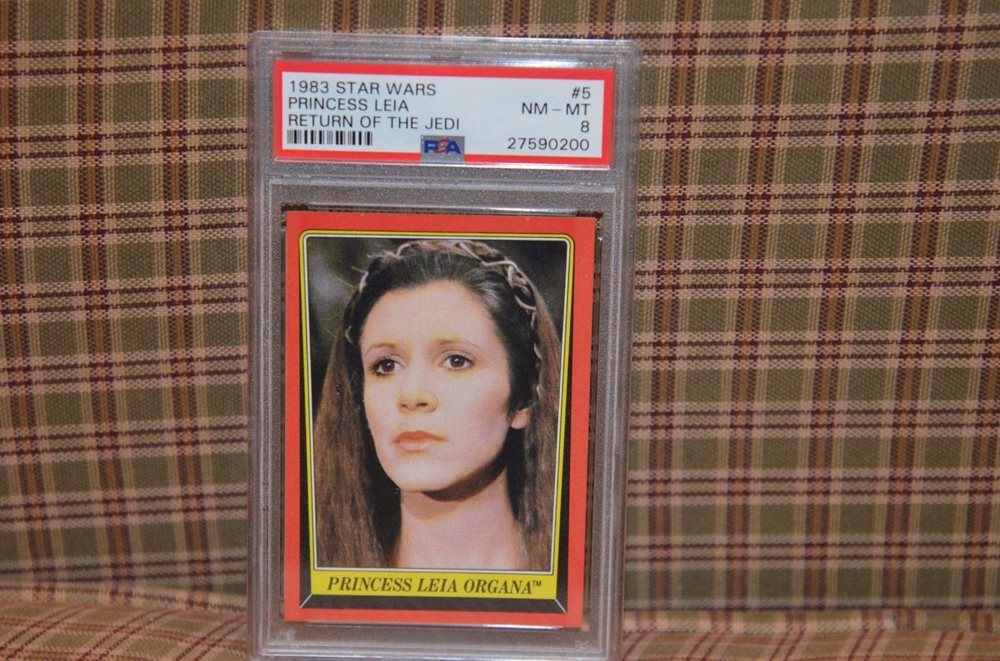 1983 STAR WARS #5
PRINCESS LEIA NM - MT
RETURN OF THE JEDI 8
PSA 27590200
PRINCESS LEIA ORGANA™